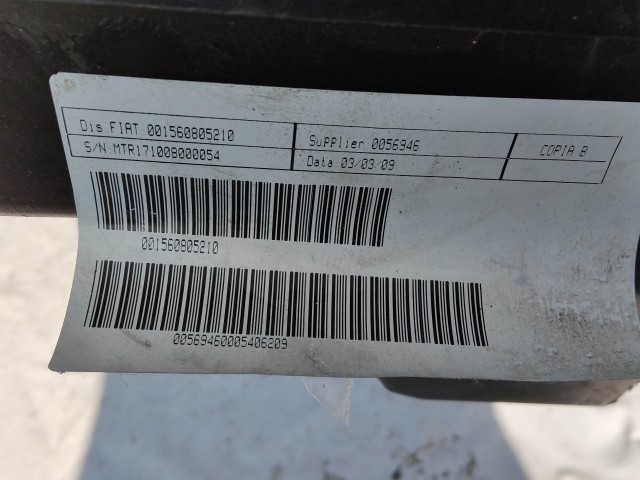 Dis FIAT 001560805210
Supplier 0056946
COPIA B
S/N MTR171008000054
Data 03/03/09
001560805210
00569460005406209